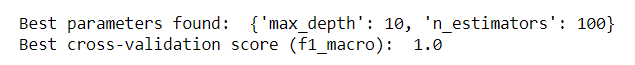 Best parameters found:  {'max_depth': 10, 'n_estimators': 100}
Best cross-validation score (f1_macro):  1.0